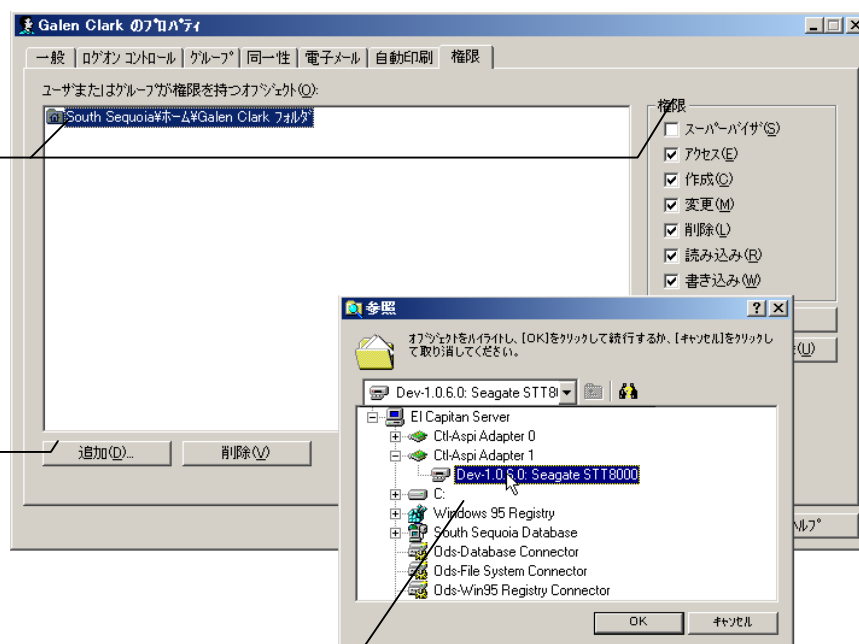 Galen Clark のプロパティ
一般 ログオン コントロール グループ 同一性 電子メール 自動印刷 権限
ユーザまたはグループが権限を持つオブジェクト(O):
South Sequoia¥ホーム¥Galen Clark フォルダ
権限
スーパーバイザ(S)
アクセス(E)
作成(C)
変更(M)
削除(L)
読み込み(R)
書き込み(W)
(U)
追加(D)...
削除(V)
ヘルプ
参照
オブジェクトをハイライトし、[OK]をクリックして続行するか、[キャンセル]をクリックし
て取り消してください。
Dev-1.0.6.0: Seagate STT8
El Capitan Server
Ctl-Aspi Adapter 0
Ctl-Aspi Adapter 1
Dev-1.0.6.0: Seagate STT8000
C:
Windows 95 Registry
South Sequoia Database
Ods-Database Connector
Ods-File System Connector
Ods-Win95 Registry Connector
OK
キャンセル